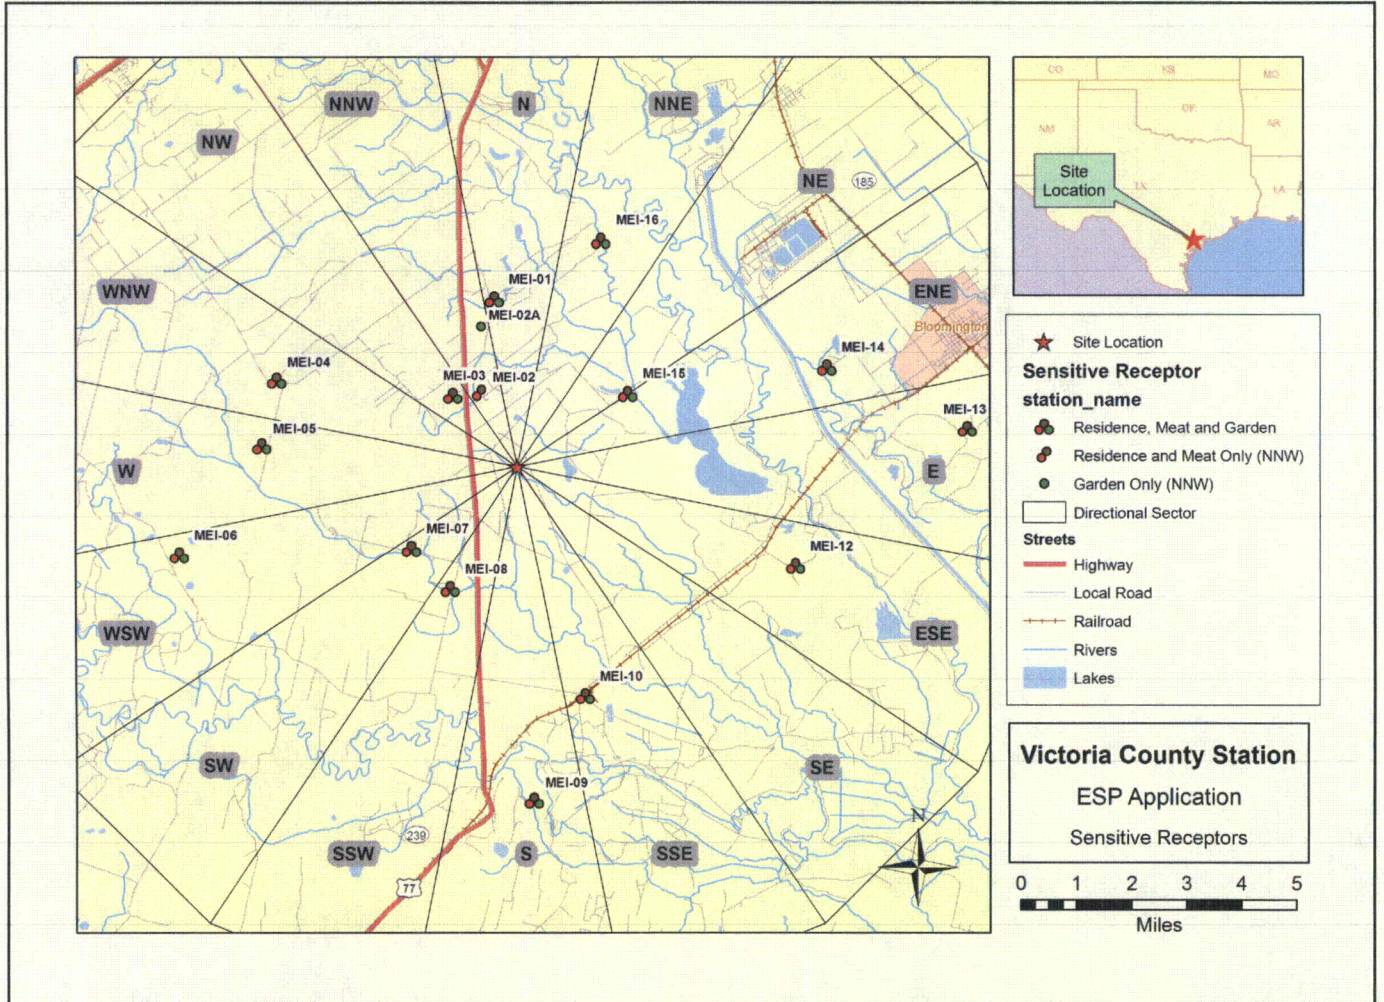 NNW
N
NNE
NW
NE
185
MEI-16
WNW
MEI-01
ENE
MEI-02A
Bloomington
MEI-04
MEI-03
MEI-02
MEI-15
MEI-14
MEI-05
MEI-13
W
E
MEI-06
MEI-07
MEI-12
MEI-08
WSW
ESE
MEI-10
SW
SE
MEI-09
N
239
SSW
S
SSE
77
CO
KS
MO
OK
NM
AR
TX
LA
Site
Location
Site Location
Sensitive Receptor
station_name
Residence, Meat and Garden
Residence and Meat Only (NNW)
Garden Only (NNW)
Directional Sector
Streets
Highway
Local Road
Railroad
Rivers
Lakes
Victoria County Station
ESP Application
Sensitive Receptors
0 1 2 3 4 5
Miles